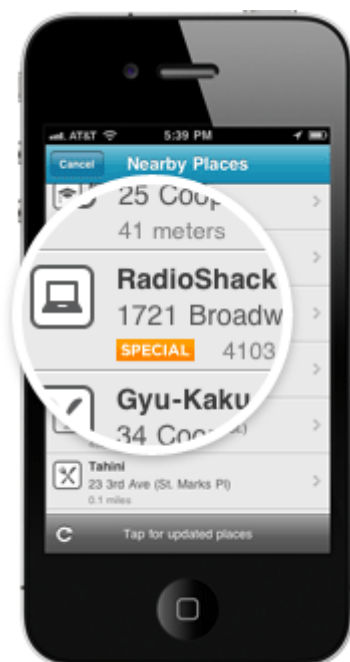 AT&T 5:39 PM
Cancel Nearby Places
25 Coop
41 meters
RadioShack
1721 Broadw
SPECIAL 4103
Gyu-Kaku
34 Coo
Tahini
23 3rd Ave (St. Marks Pl)
0.1 miles
Tap for updated places